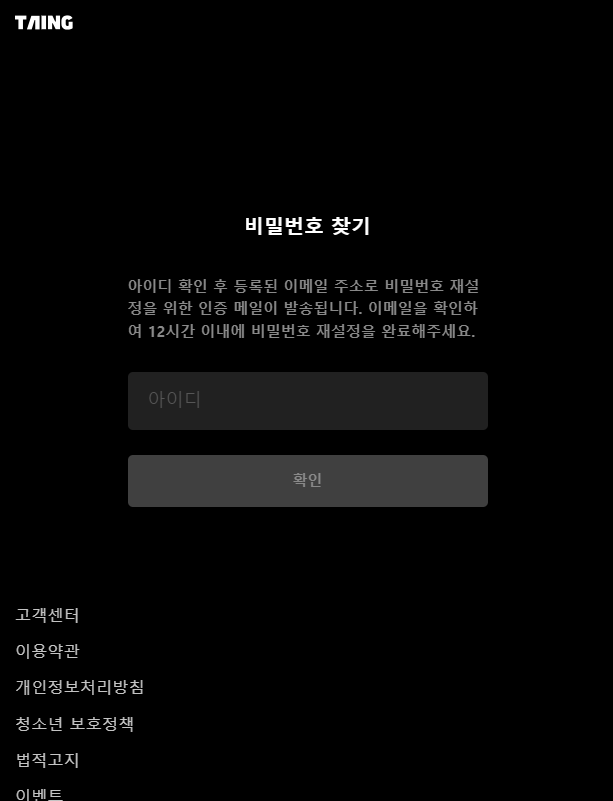 TAING
비밀번호 찾기
아이디 확인 후 등록된 이메일 주소로 비밀번호 재설
정을 위한 인증 메일이 발송됩니다. 이메일을 확인하
여 12시간 이내에 비밀번호 재설정을 완료해주세요.
아이디
확인
고객센터
이용약관
개인정보처리방침
청소년 보호정책
법적고지
이벤트